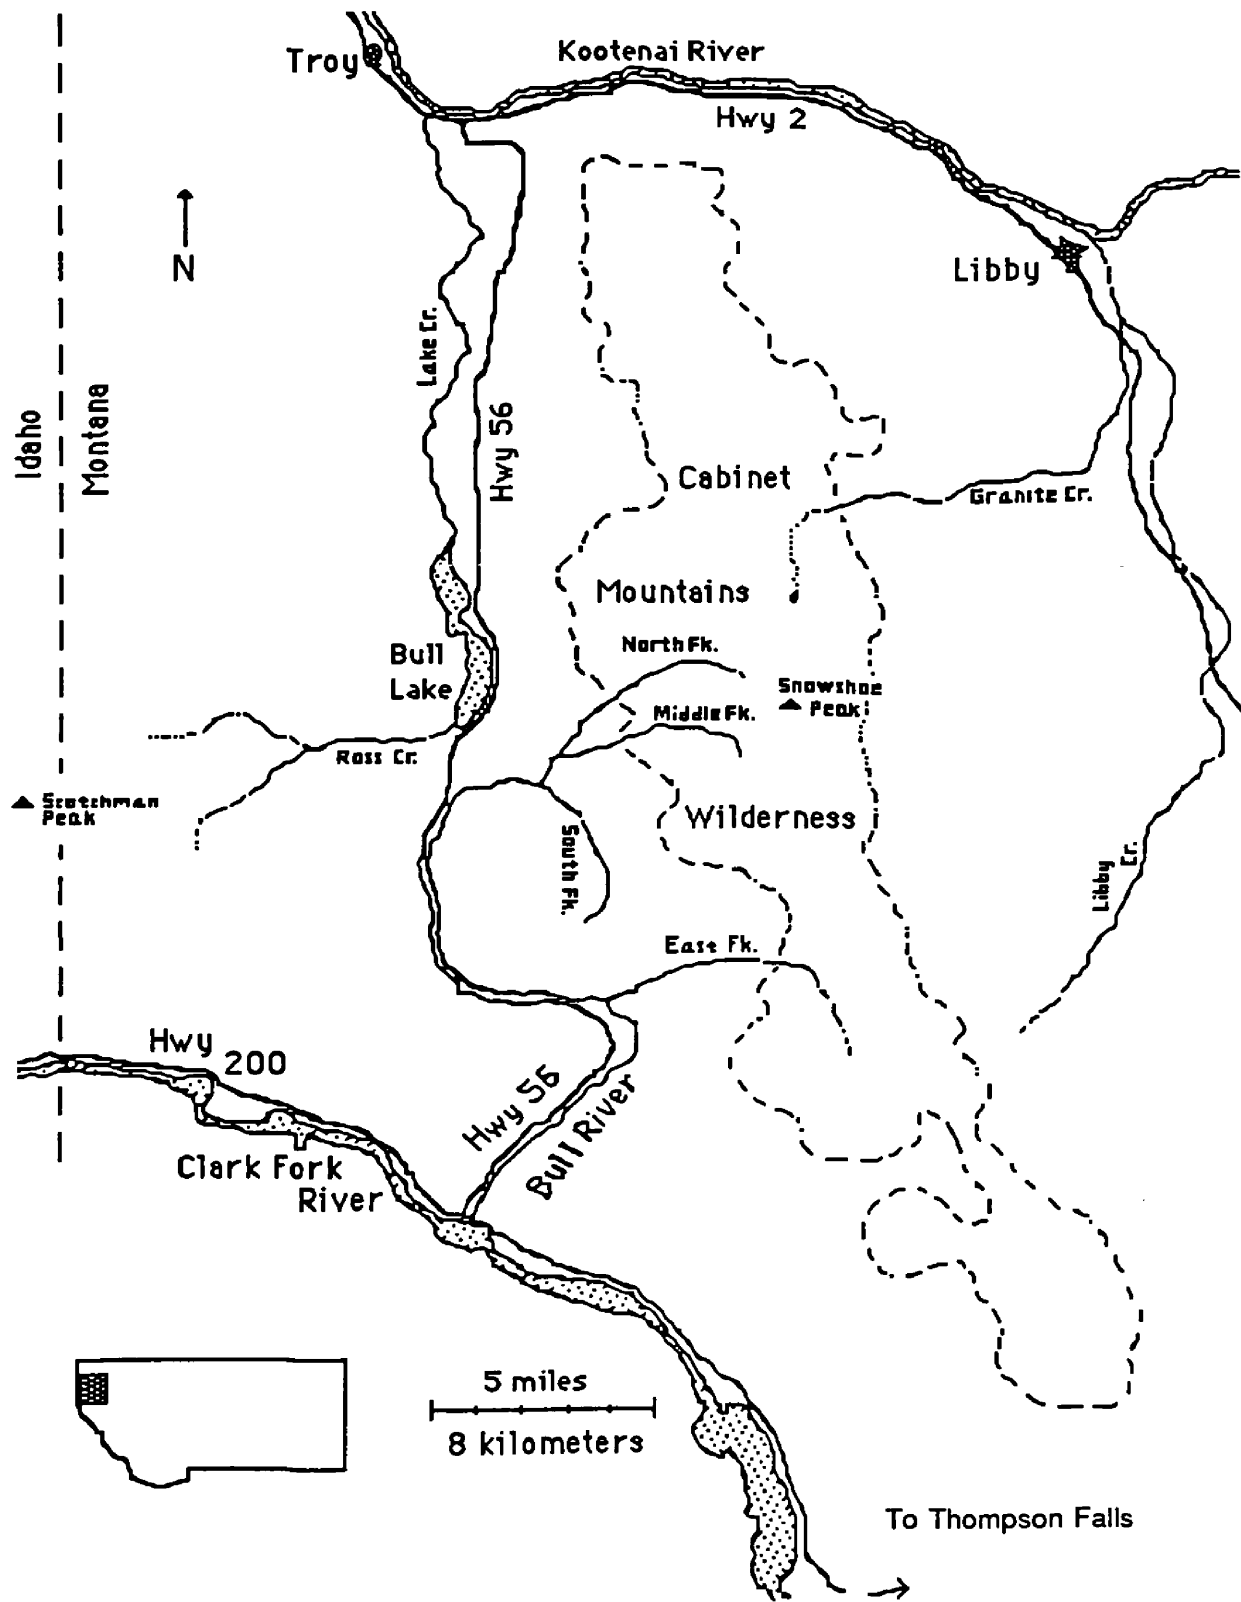 Kootenai River
Troy
Hwy 2
N
Libby
Lake Cr.
Hwy 56
Idaho
Montana
Cabinet
Granite Cr.
Mountains
North Fk.
Bull
Lake
Snowshoe
Peak
Middle Fk.
Ross Cr.
Scotchman
Peak
Wilderness
South Fk.
Libby
Cr.
East Fk.
Hwy
200
Hwy 56
Bull River
Clark Fork
River
5 miles
8 kilometers
To Thompson Falls